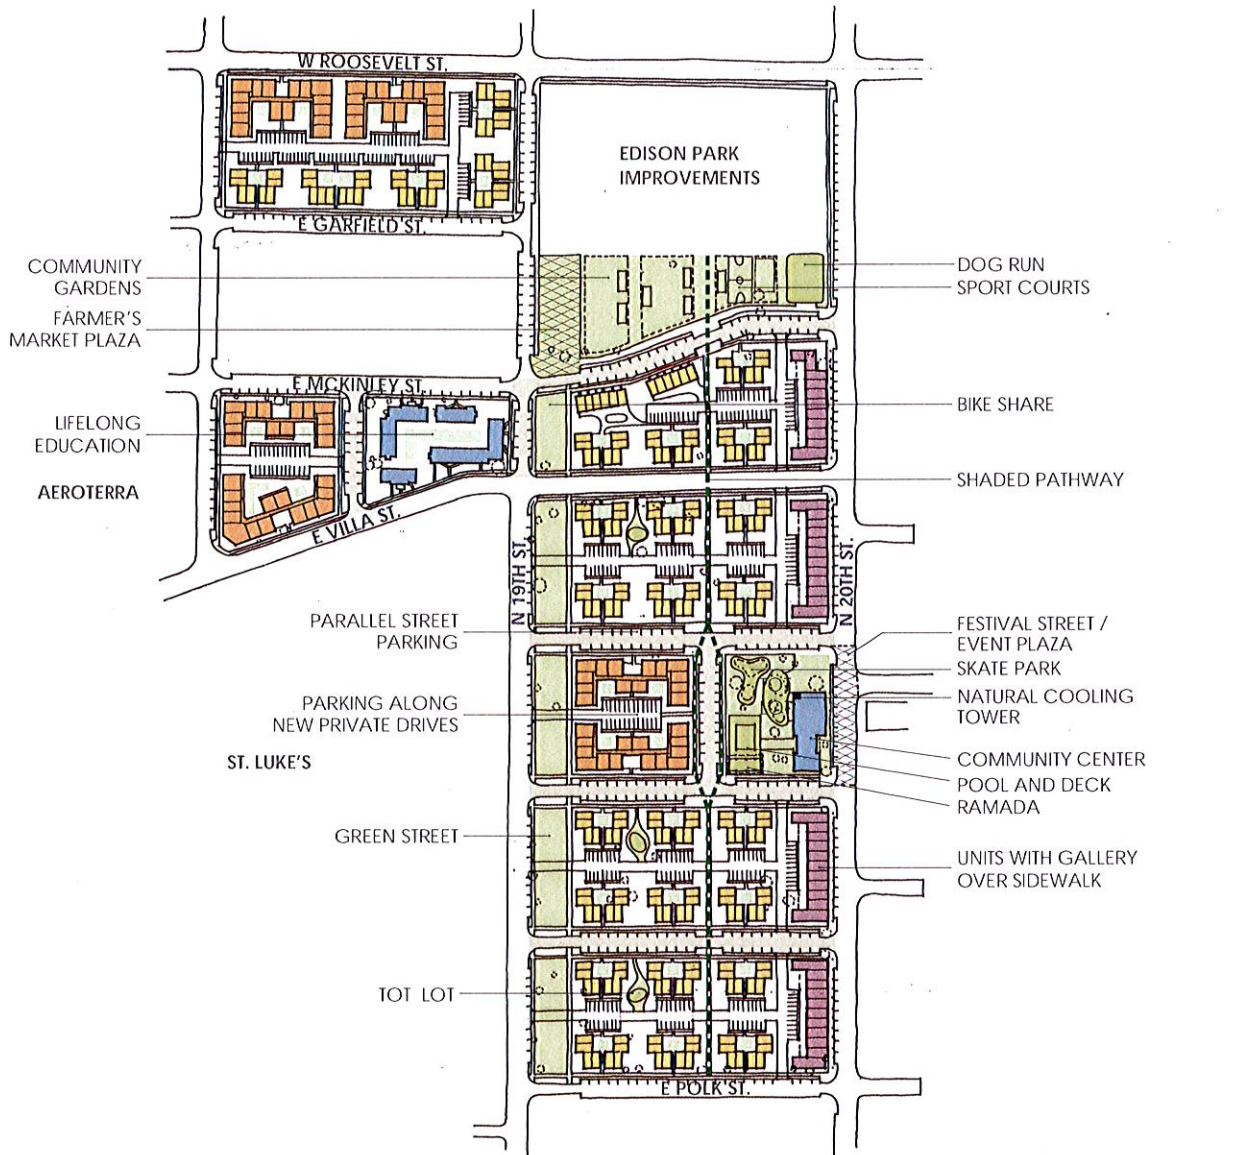 W ROOSEVELT ST.
EDISON PARK
IMPROVEMENTS
E GARFIELD ST.
COMMUNITY
GARDENS
FARMER'S
MARKET PLAZA
DOG RUN
SPORT COURTS
E MCKINLEY ST.
LIFELONG
EDUCATION
AEROTERRA
BIKE SHARE
SHADED PATHWAY
E VILLA ST.
N 19TH ST.
N 20TH ST.
PARALLEL STREET
PARKING
FESTIVAL STREET /
EVENT PLAZA
SKATE PARK
PARKING ALONG
NEW PRIVATE DRIVES
NATURAL COOLING
TOWER
ST. LUKE'S
COMMUNITY CENTER
POOL AND DECK
RAMADA
GREEN STREET
UNITS WITH GALLERY
OVER SIDEWALK
TOT LOT
E POLK ST.